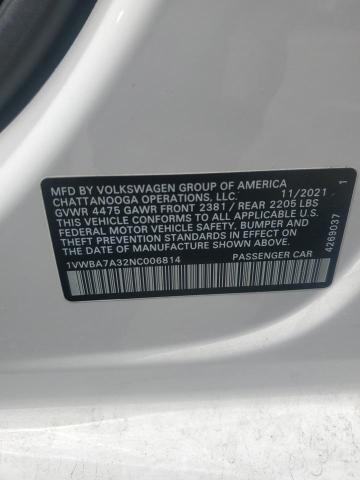 MFD BY VOLKSWAGEN GROUP OF AMERICA
CHATTANOOGA OPERATIONS, LLC. 11/2021 1
GVWR 4475 GAWR FRONT 2381 / REAR 2205 LBS
THIS VEHICLE CONFORMS TO ALL APPLICABLE U.S.
FEDERAL MOTOR VEHICLE SAFETY, BUMPER AND THEFT
PREVENTION STANDARDS IN EFFECT ON
THE DATE OF MANUFACTURE SHOWN ABOVE.
1VWBA7A32NC006814 PASSENGER CAR
4269037